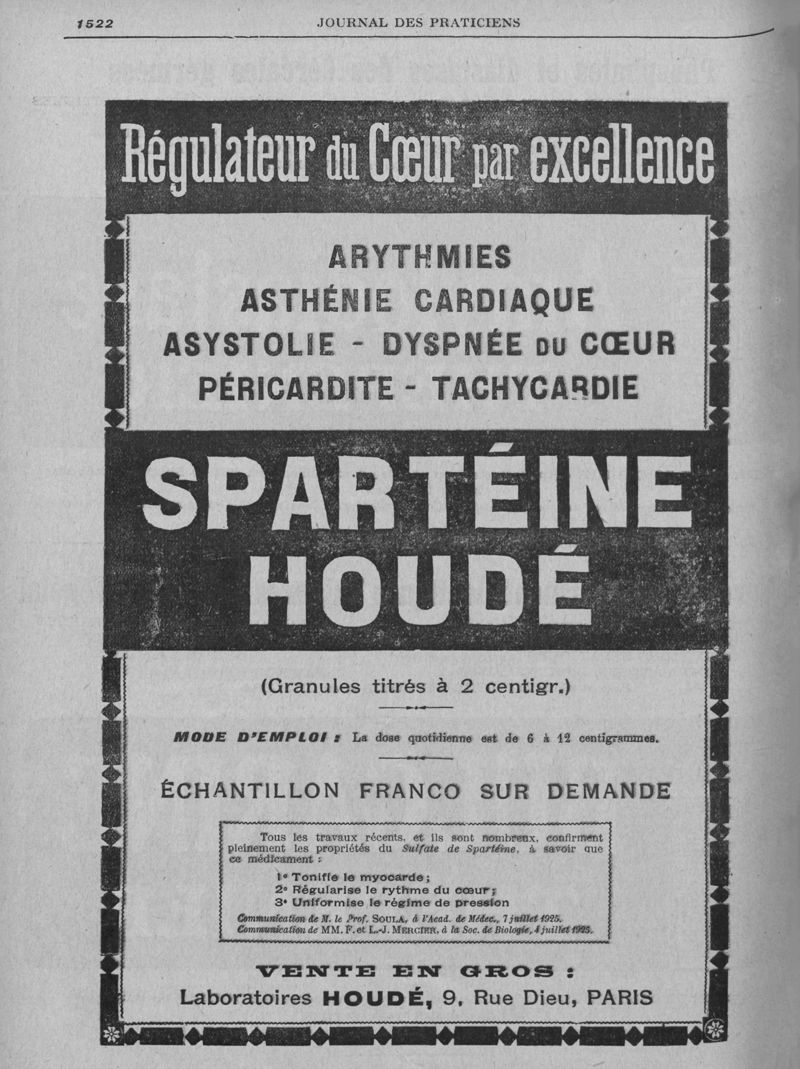 1522
JOURNAL DES PRATICIENS
Régulateur du Cœur par excellence
ARYTHMIES
ASTHÉNIE CARDIAQUE
ASYSTOLIE - DYSPNÉE DU CŒUR
PÉRICARDITE - TACHYCARDIE
SPARTÉINE
HOUDÉ
(Granules titrés à 2 centigr.)
MODE D'EMPLOI : La dose quotidienne est de 6 à 12 centigrammes.
ÉCHANTILLON FRANCO SUR DEMANDE
Tous les travaux récents, et ils sont nombreux, confirment
pleinement les propriétés du Sulfate de Spartéine, à savoir que
ce médicament :
1° Tonifie le myocarde ;
2° Régularise le rythme du cœur ;
3° Uniformise le régime de pression
Communication de M. le Prof. SOULA, à l'Acad. de Médec., 7 juillet 1925.
Communication de MM. F. et L.-J. MERCIER, à la Soc. de Biologie, 4 juillet 1925.
VENTE EN GROS :
Laboratoires HOUDÉ, 9, Rue Dieu, PARIS